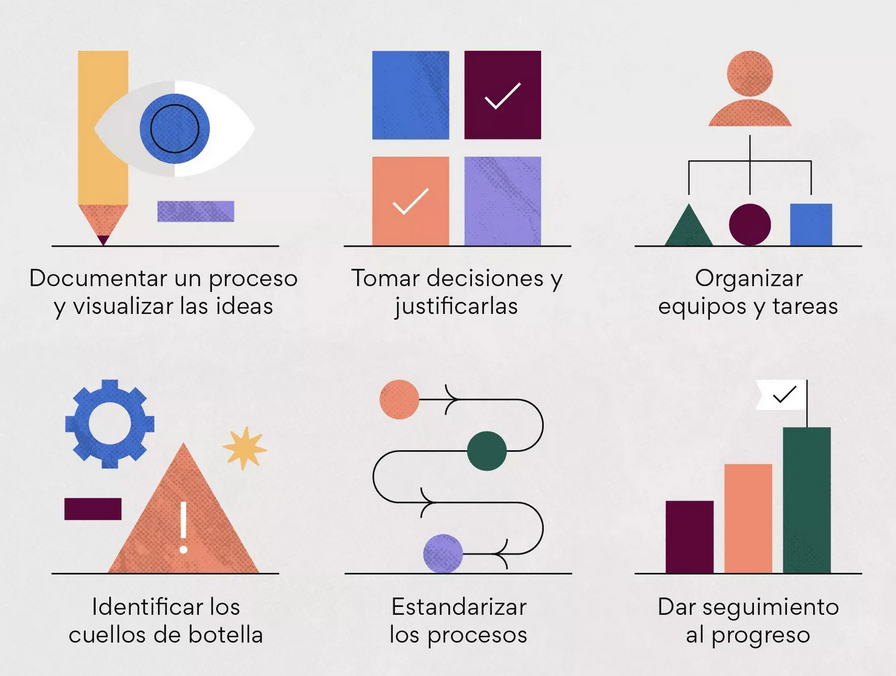 Documentar un proceso
y visualizar las ideas
Tomar decisiones y
justificarlas
Organizar
equipos y tareas
Identificar los
cuellos de botella
Estandarizar
los procesos
Dar seguimiento
al progreso